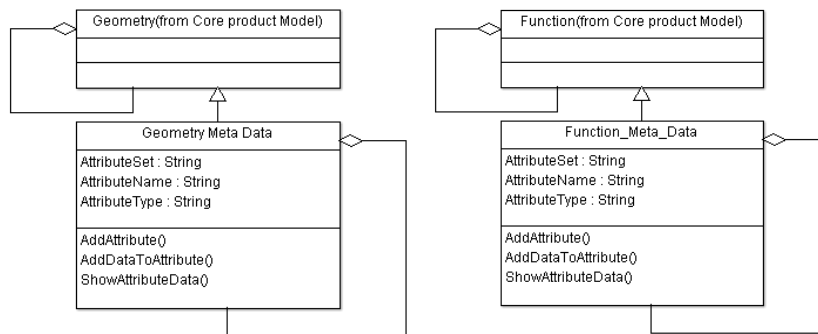 Geometry(from Core product Model)
Geometry Meta Data
AttributeSet : String
AttributeName : String
AttributeType : String
AddAttribute()
AddDataToAttribute()
ShowAttributeData()
Function(from Core product Model)
Function_Meta_Data
AttributeSet : String
AttributeName : String
AttributeType : String
AddAttribute()
AddDataToAttribute()
ShowAttributeData()